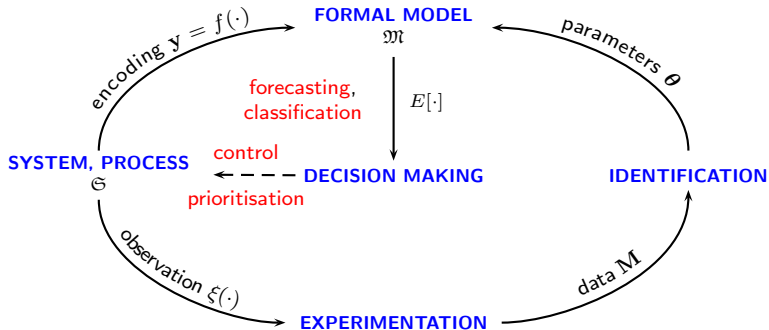 FORMAL MODEL
𝔐
encoding y = f(·)
parameters θ
forecasting,
classification
E[·]
SYSTEM, PROCESS
𝔖
control
prioritisation
DECISION MAKING
IDENTIFICATION
observation ξ(·)
data M
EXPERIMENTATION